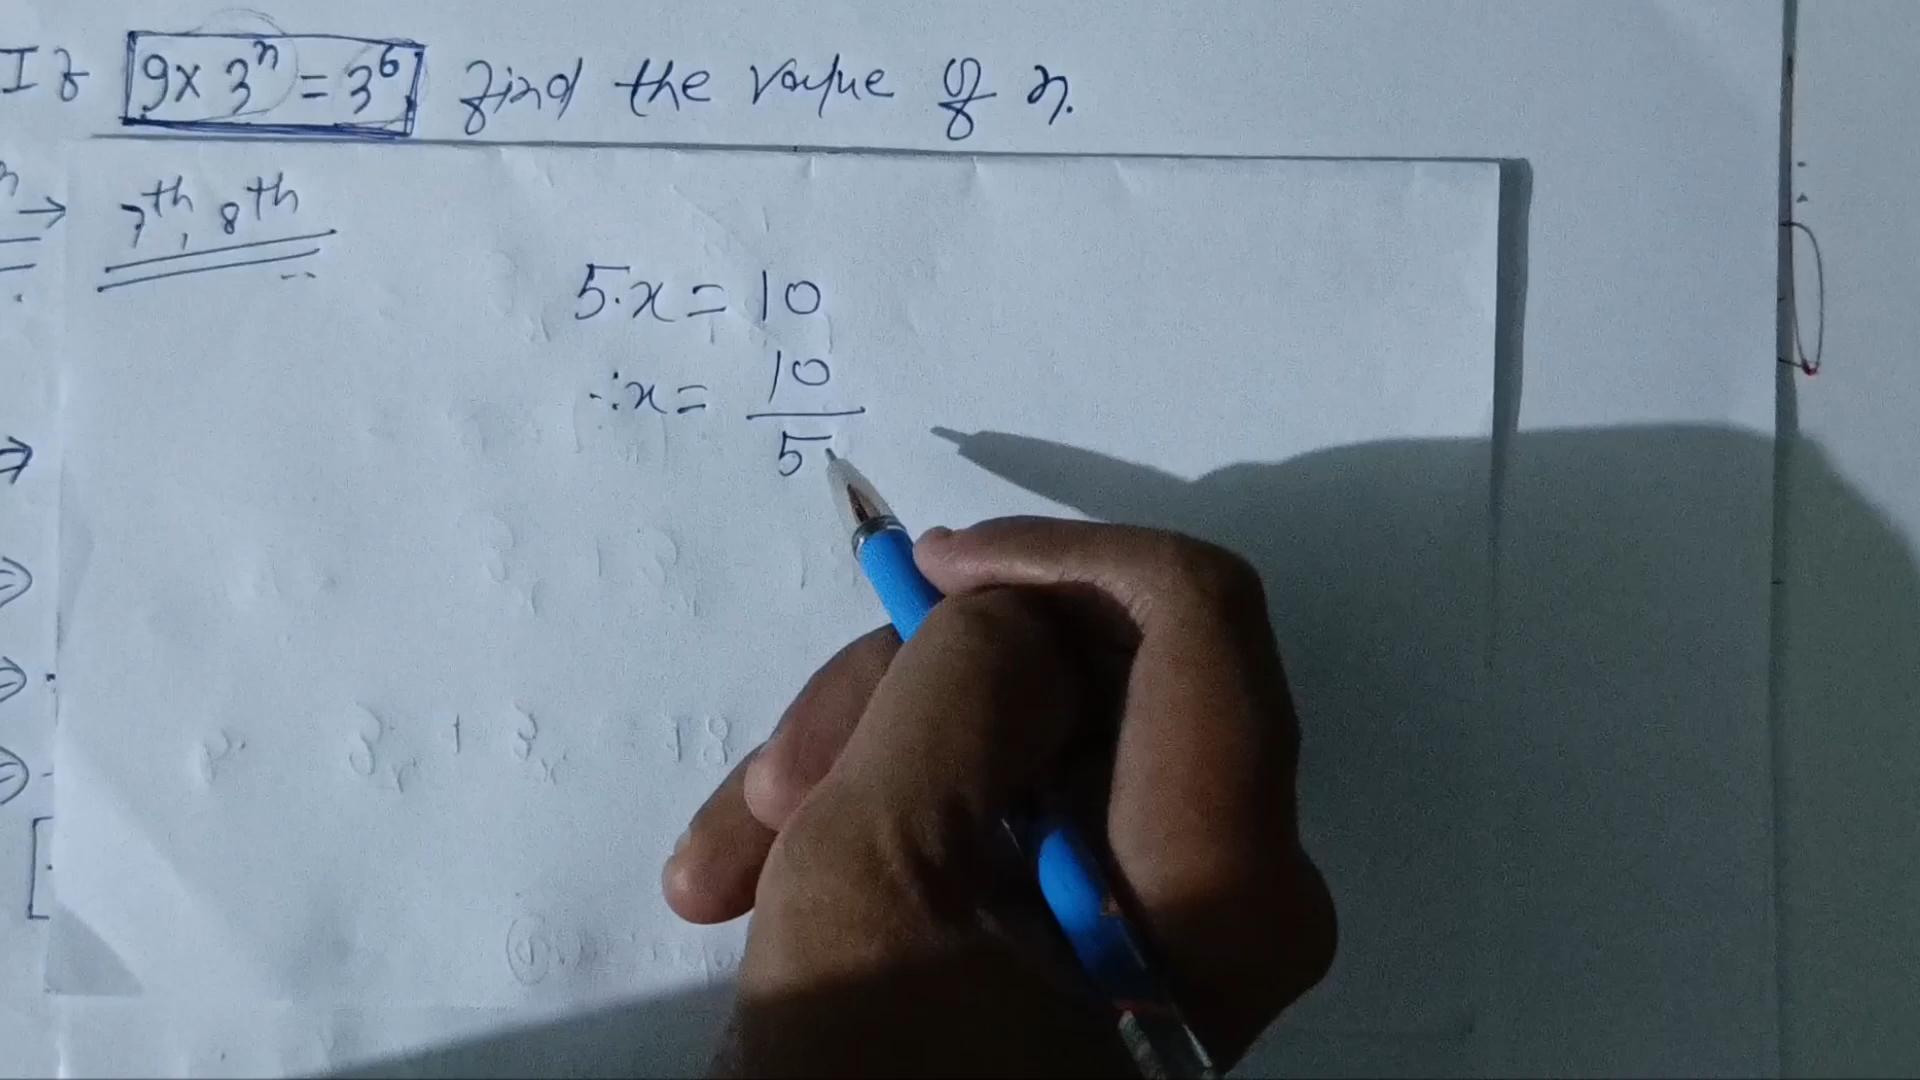 If 9 x 3ⁿ = 3⁶, find the value of n.
→ 7th, 8th
5.x = 10
∴ x = 10/5